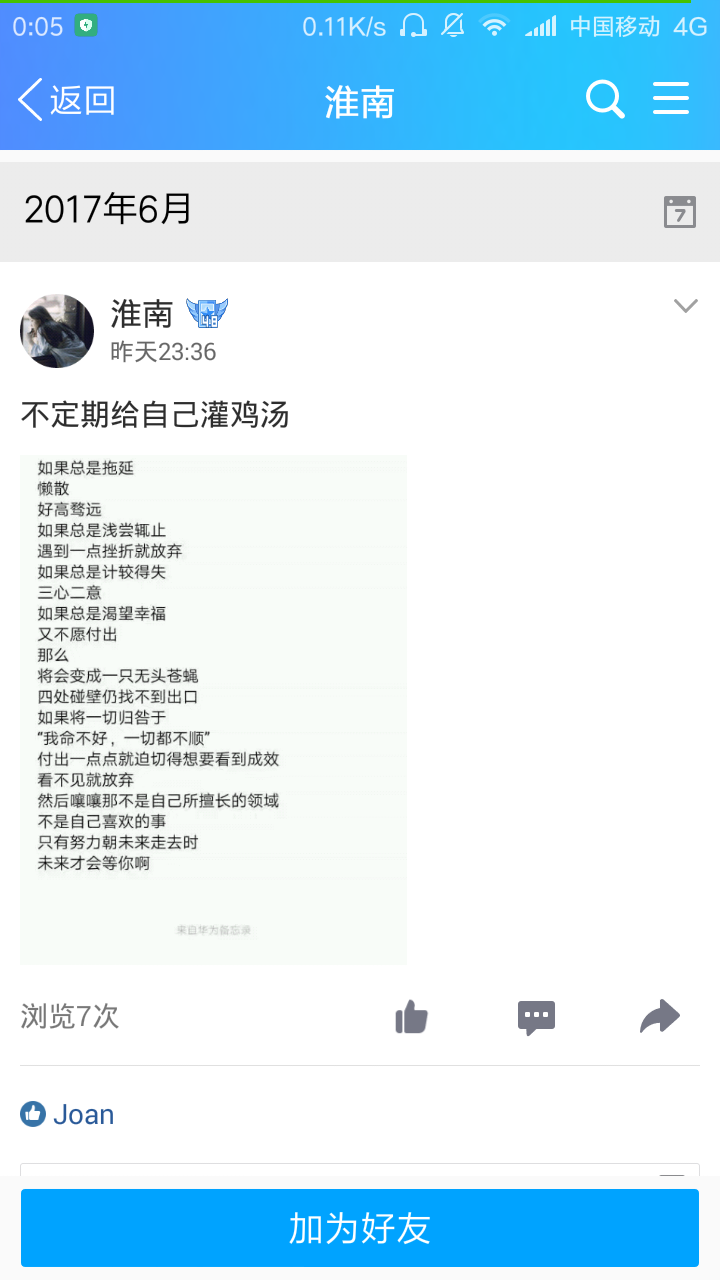 0:05 0.11K/s 中国移动 4G
返回 淮南
2017年6月
7
淮南 48
昨天23:36
不定期给自己灌鸡汤
如果总是拖延
懒散
好高骛远
如果总是浅尝辄止
遇到一点挫折就放弃
如果总是计较得失
三心二意
如果总是渴望幸福
又不愿付出
那么
将会变成一只无头苍蝇
四处碰壁仍找不到出口
如果将一切归咎于
“我命不好，一切都不顺”
付出一点点就迫切得想要看到成效
看不见就放弃
然后嚷嚷那不是自己所擅长的领域
不是自己喜欢的事
只有努力朝未来走去时
未来才会等你啊
来自华为备忘录
浏览7次
Joan
加为好友